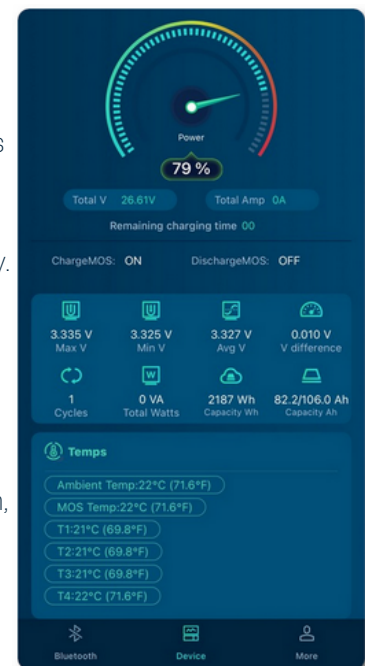 s
y.
n,
Power
79 %
Total V 26.61V Total Amp 0A
Remaining charging time 00
ChargeMOS: ON DischargeMOS: OFF
3.335 V 3.325 V 3.327 V 0.010 V
Max V Min V Avg V V difference
W
1 0 VA 2187 Wh 82.2/106.0 Ah
Cycles Total Watts Capacity Wh Capacity Ah
Temps
Ambient Temp:22°C (71.6°F)
MOS Temp:22°C (71.6°F)
T1:21°C (69.8°F)
T2:21°C (69.8°F)
T3:21°C (69.8°F)
T4:22°C (71.6°F)
Bluetooth Device More